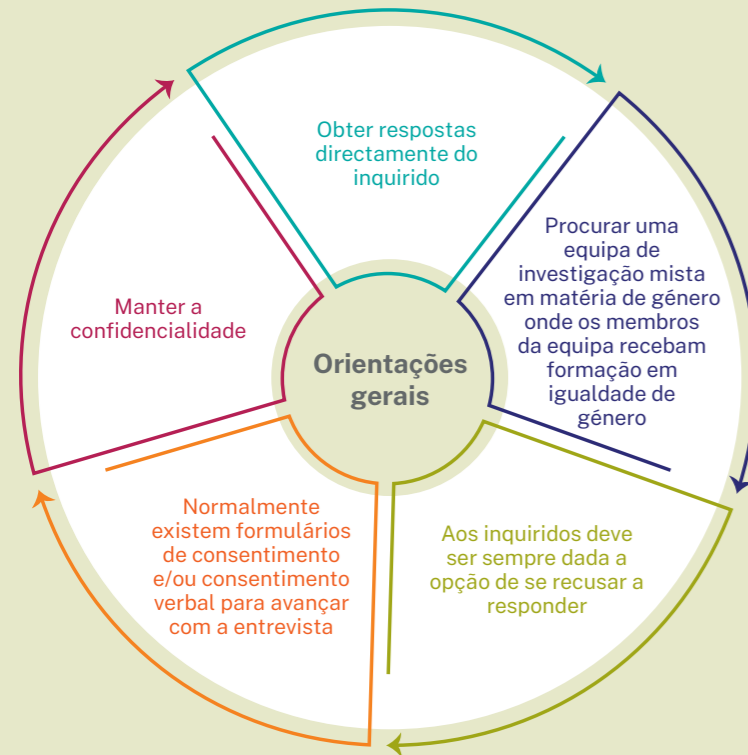 Obter respostas
directamente do
inquirido
Procurar uma
equipa de
investigação mista
em matéria de género
onde os membros
da equipa recebam
formação em
igualdade de
género
Aos inquiridos deve
ser sempre dada a
opção de se recusar a
responder
Normalmente
existem formulários
de consentimento
e/ou consentimento
verbal para avançar
com a entrevista
Manter a
confidencialidade
Orientações
gerais